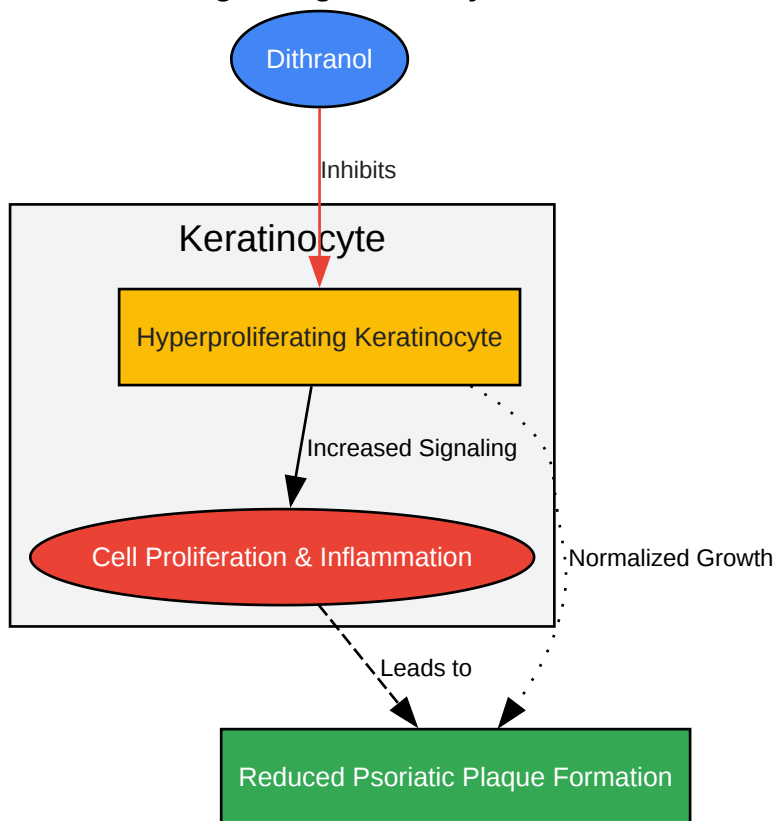 Dithranol
Inhibits
Keratinocyte
Hyperproliferating Keratinocyte
Increased Signaling
Cell Proliferation & Inflammation
Normalized Growth
Leads to
Reduced Psoriatic Plaque Formation